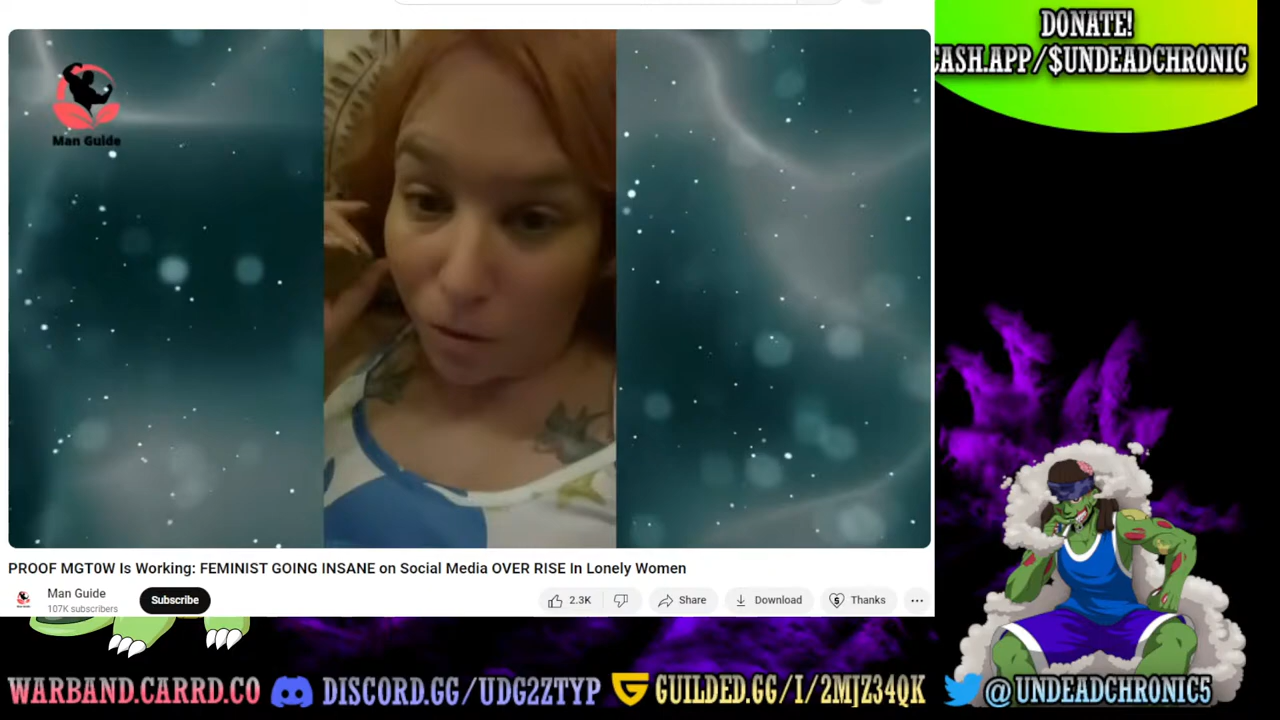 DONATE!
CASH.APP/$UNDEADCHRONIC
Man Guide
PROOF MGT0W Is Working: FEMINIST GOING INSANE on Social Media OVER RISE In Lonely Women
Man Guide
107K subscribers
Subscribe
2.3K
Share
Download
Thanks
WARBAND.CARRD.CO
DISCORD.GG/UDG2ZTYP
GUILDED.GG/I/2MJZ34QK
@UNDEADCHRONIC5